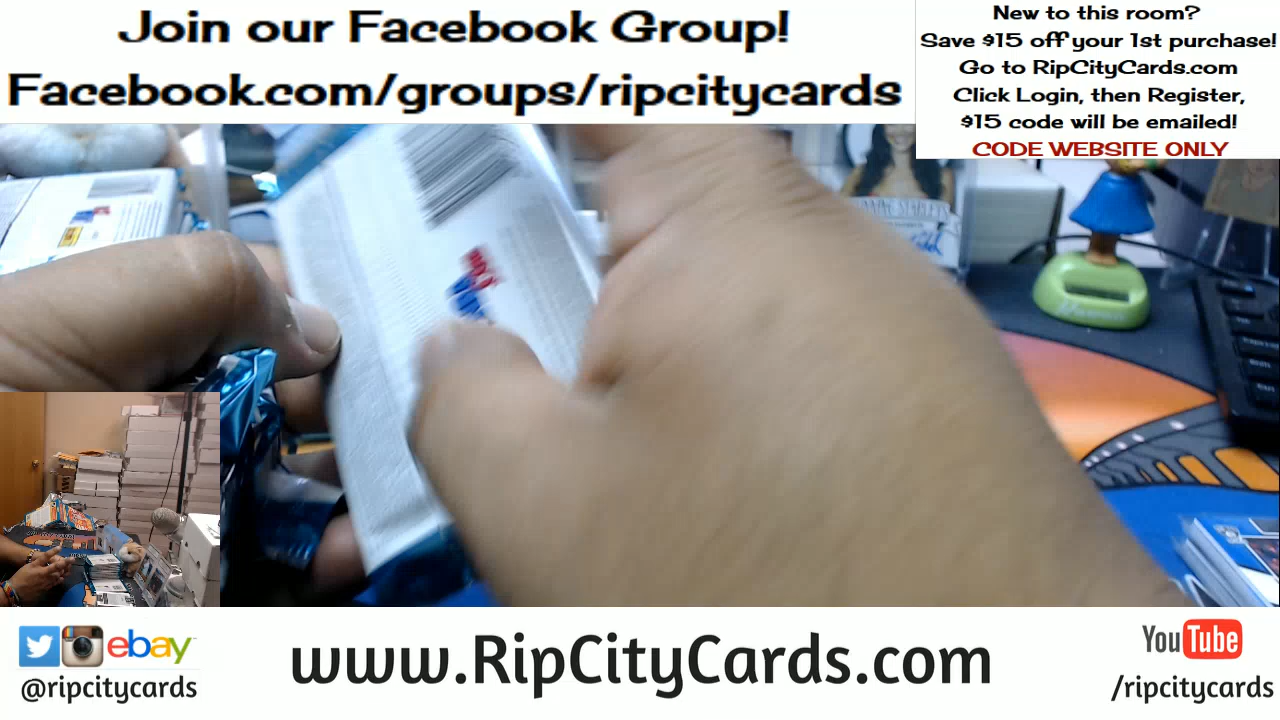 Join our Facebook Group!
Facebook.com/groups/ripcitycards
New to this room?
Save $15 off your 1st purchase!
Go to RipCityCards.com
Click Login, then Register,
$15 code will be emailed!
CODE WEBSITE ONLY
ebay
@ripcitycards
www.RipCityCards.com
YouTube
/ripcitycards